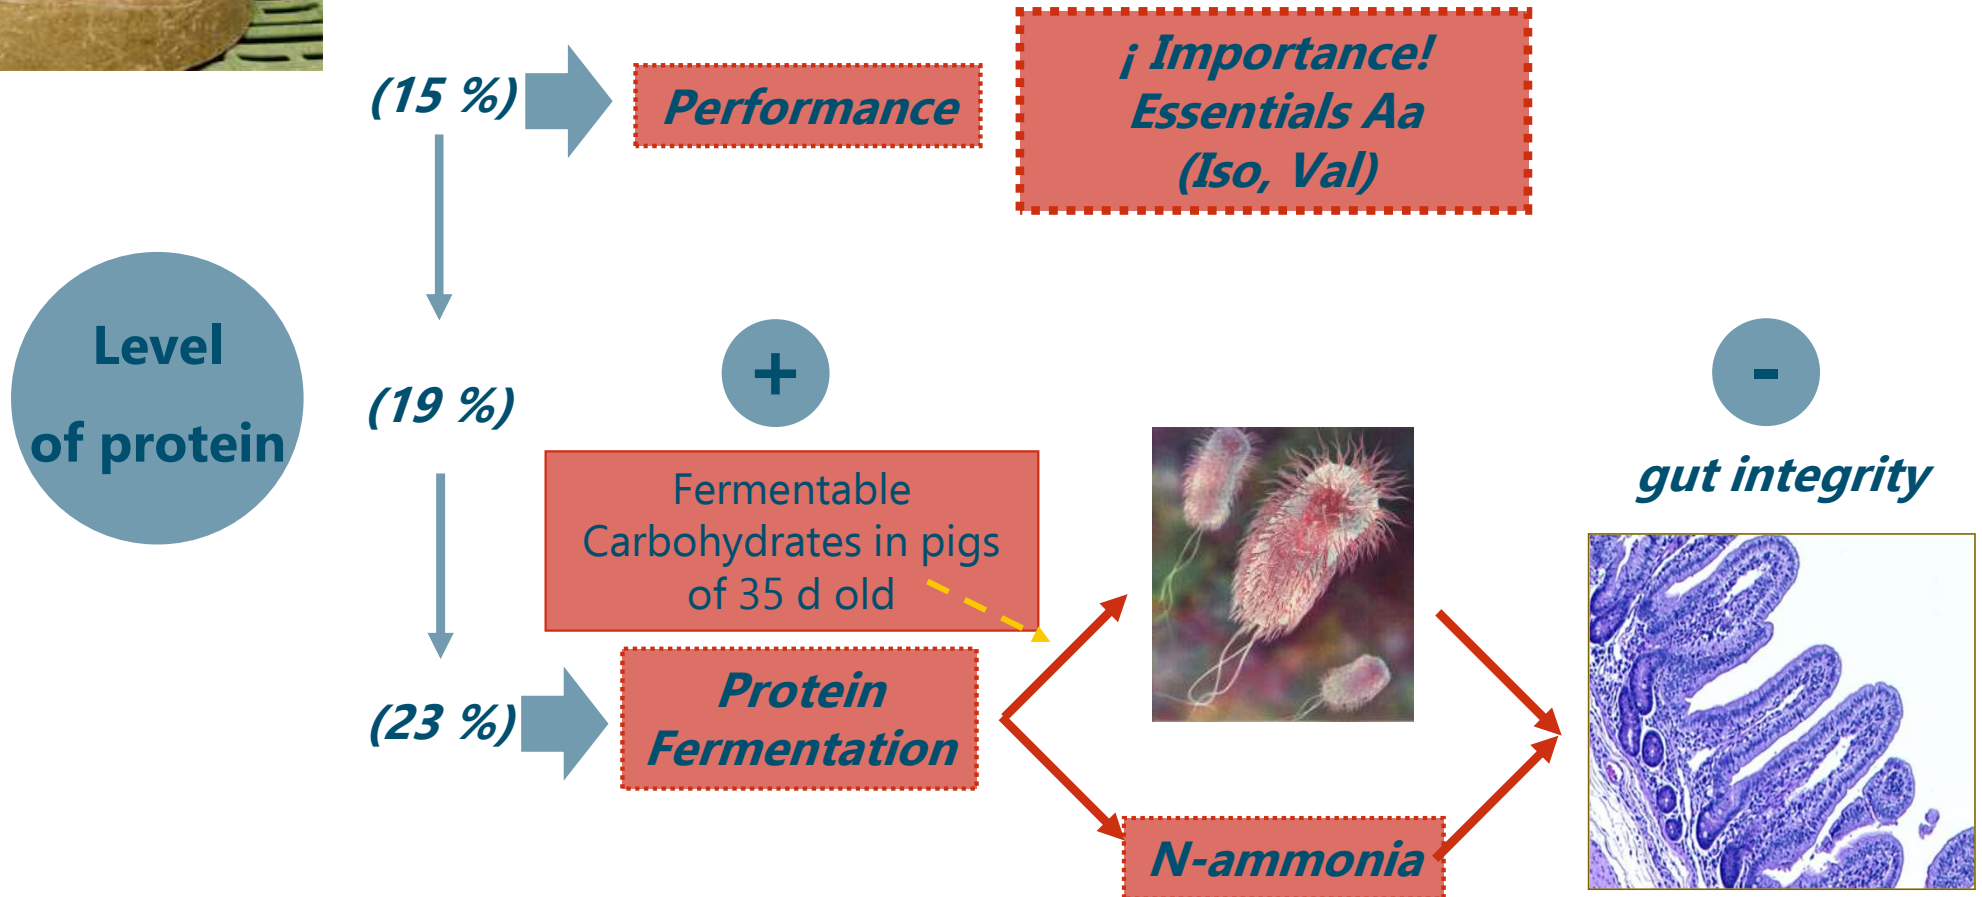 (15 %)
Performance
¡ Importance!
Essentials Aa
(Iso, Val)
Level
of protein
(19 %)
+
-
gut integrity
Fermentable
Carbohydrates in pigs
of 35 d old
(23 %)
Protein
Fermentation
N-ammonia